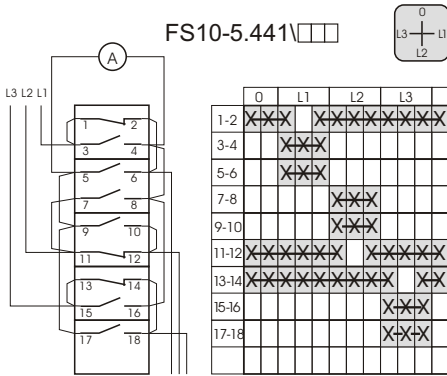 FS10-5.441\□□□
0
L3 L1
L2
A
L3 L2 L1
1 2
3 4
5 6
7 8
9 10
11 12
13 14
15 16
17 18
0 L1 L2 L3
1-2 X X X X X X X X X X
3-4 X X X
5-6 X X X
7-8 X X X
9-10 X X X
11-12 X X X X X X X X X X
13-14 X X X X X X X X X X
15-16 X X X
17-18 X X X